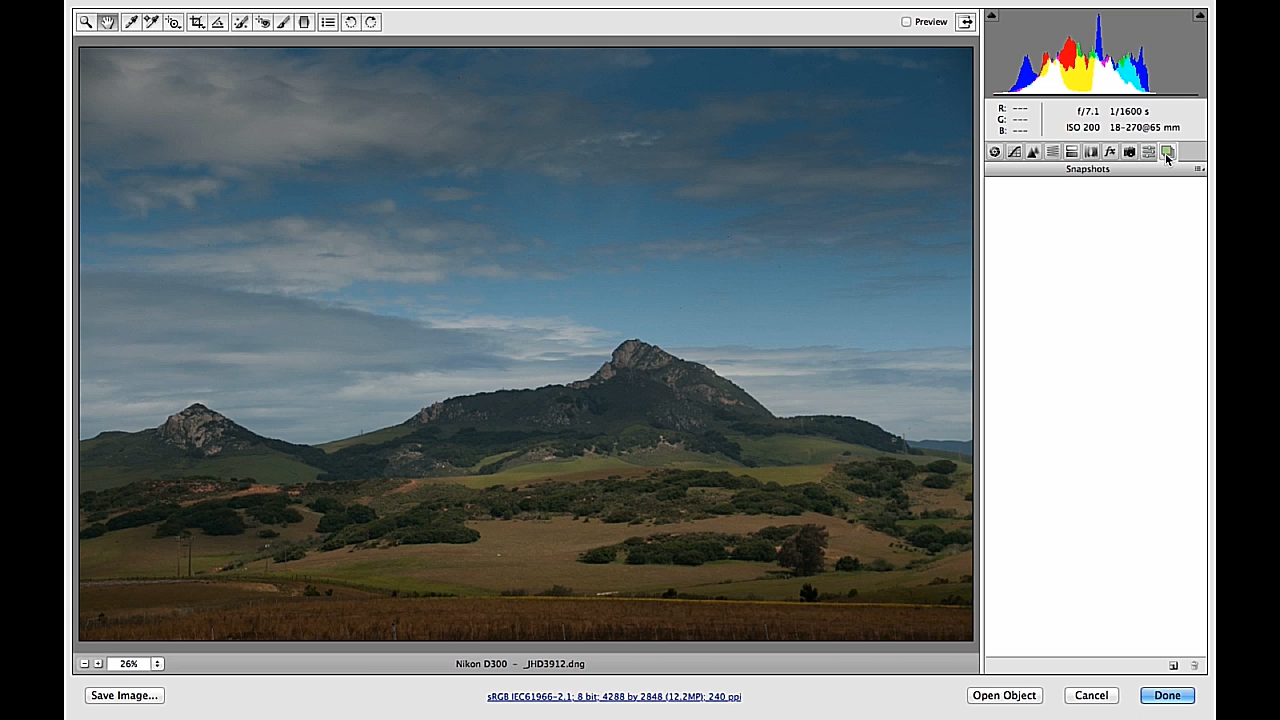 Preview
R: ---
G: ---
B: ---
f/7.1 1/1600 s
ISO 200 18-270@65 mm
fx
Snapshots
26%
Nikon D300 - _JHD3912.dng
Save Image...
sRGB IEC61966-2.1; 8 bit; 4288 by 2848 (12.2MP); 240 ppi
Open Object
Cancel
Done